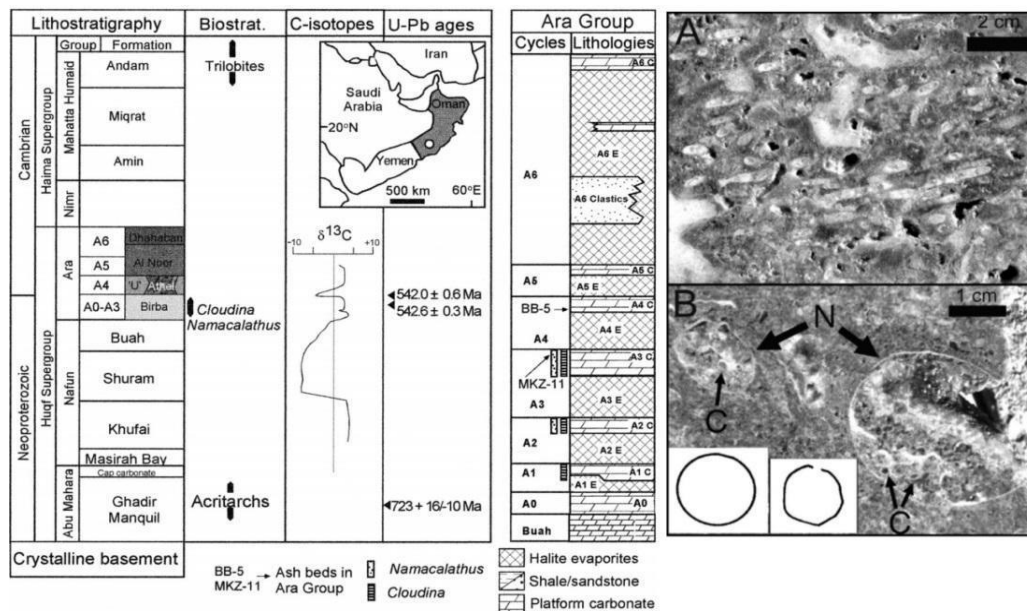 Lithostratigraphy
Biostrat.
C-isotopes
U-Pb ages
Group
Formation
Cambrian
Neoproterozoic
Haima Supergroup
Huqf Supergroup
Mahatta Humaid
Nimr
Ara
Nafun
Abu Mahara
Andam
Miqrat
Amin
A6
Dhahaban
A5
Al Noor
A4
'U'
Athel
A0-A3
Birba
Buah
Shuram
Khufai
Masirah Bay
Cap carbonate
Ghadir
Manquil
Crystalline basement
Trilobites
Cloudina
Namacalathus
Acritarchs
δ13C
−10
+10
542.0 ± 0.6 Ma
542.6 ± 0.3 Ma
723 + 16/-10 Ma
Iran
Saudi
Arabia
Oman
20°N
Yemen
500 km
60°E
Ara Group
Cycles
Lithologies
A6 C
A6 E
A6
A6 Clastics
A5 C
A5
A5 E
BB-5
A4 C
A4 E
A4
A3 C
MKZ-11
A3 E
A3
A2 C
A2
A2 E
A1
A1 C
A1 E
A0
A0
Buah
BB-5
MKZ-11
Ash beds in
Ara Group
Namacalathus
Cloudina
Halite evaporites
Shale/sandstone
Platform carbonate
A
2 cm
B
1 cm
N
C
C